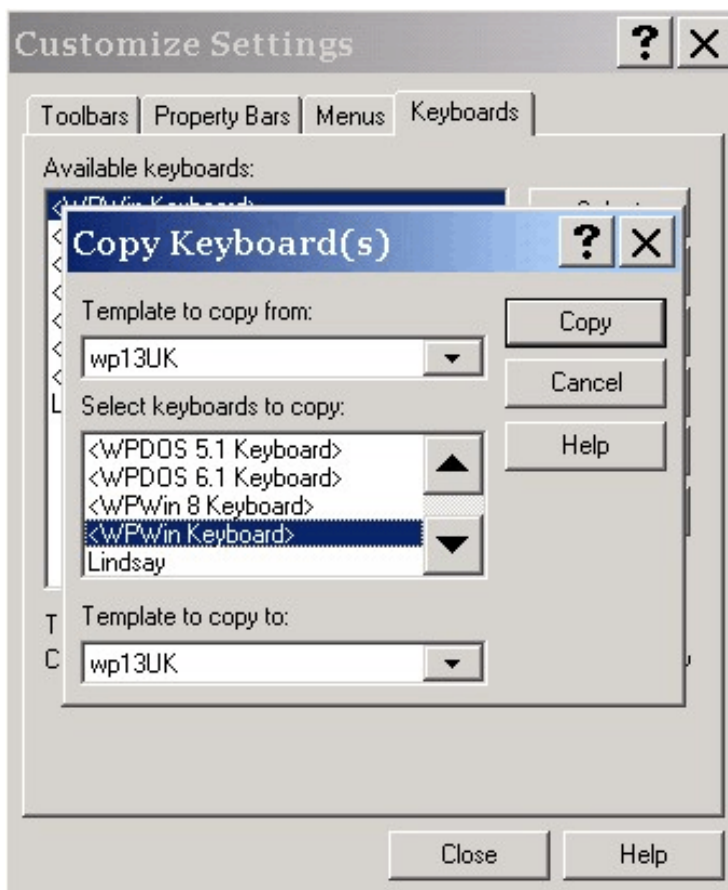 Customize Settings
Toolbars Property Bars Menus Keyboards
Available keyboards:
<WPWin Keyboard>
Copy Keyboard(s)
Template to copy from:
wp13UK
Copy
Cancel
Select keyboards to copy:
Help
<WPDOS 5.1 Keyboard>
<WPDOS 6.1 Keyboard>
<WPWin 8 Keyboard>
<WPWin Keyboard>
Lindsay
Template to copy to:
wp13UK
Close Help